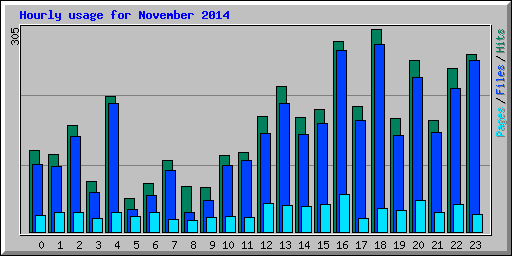 Hourly usage for November 2014
305
Pages/Files/Hits
0 1 2 3 4 5 6 7 8 9 10 11 12 13 14 15 16 17 18 19 20 21 22 23